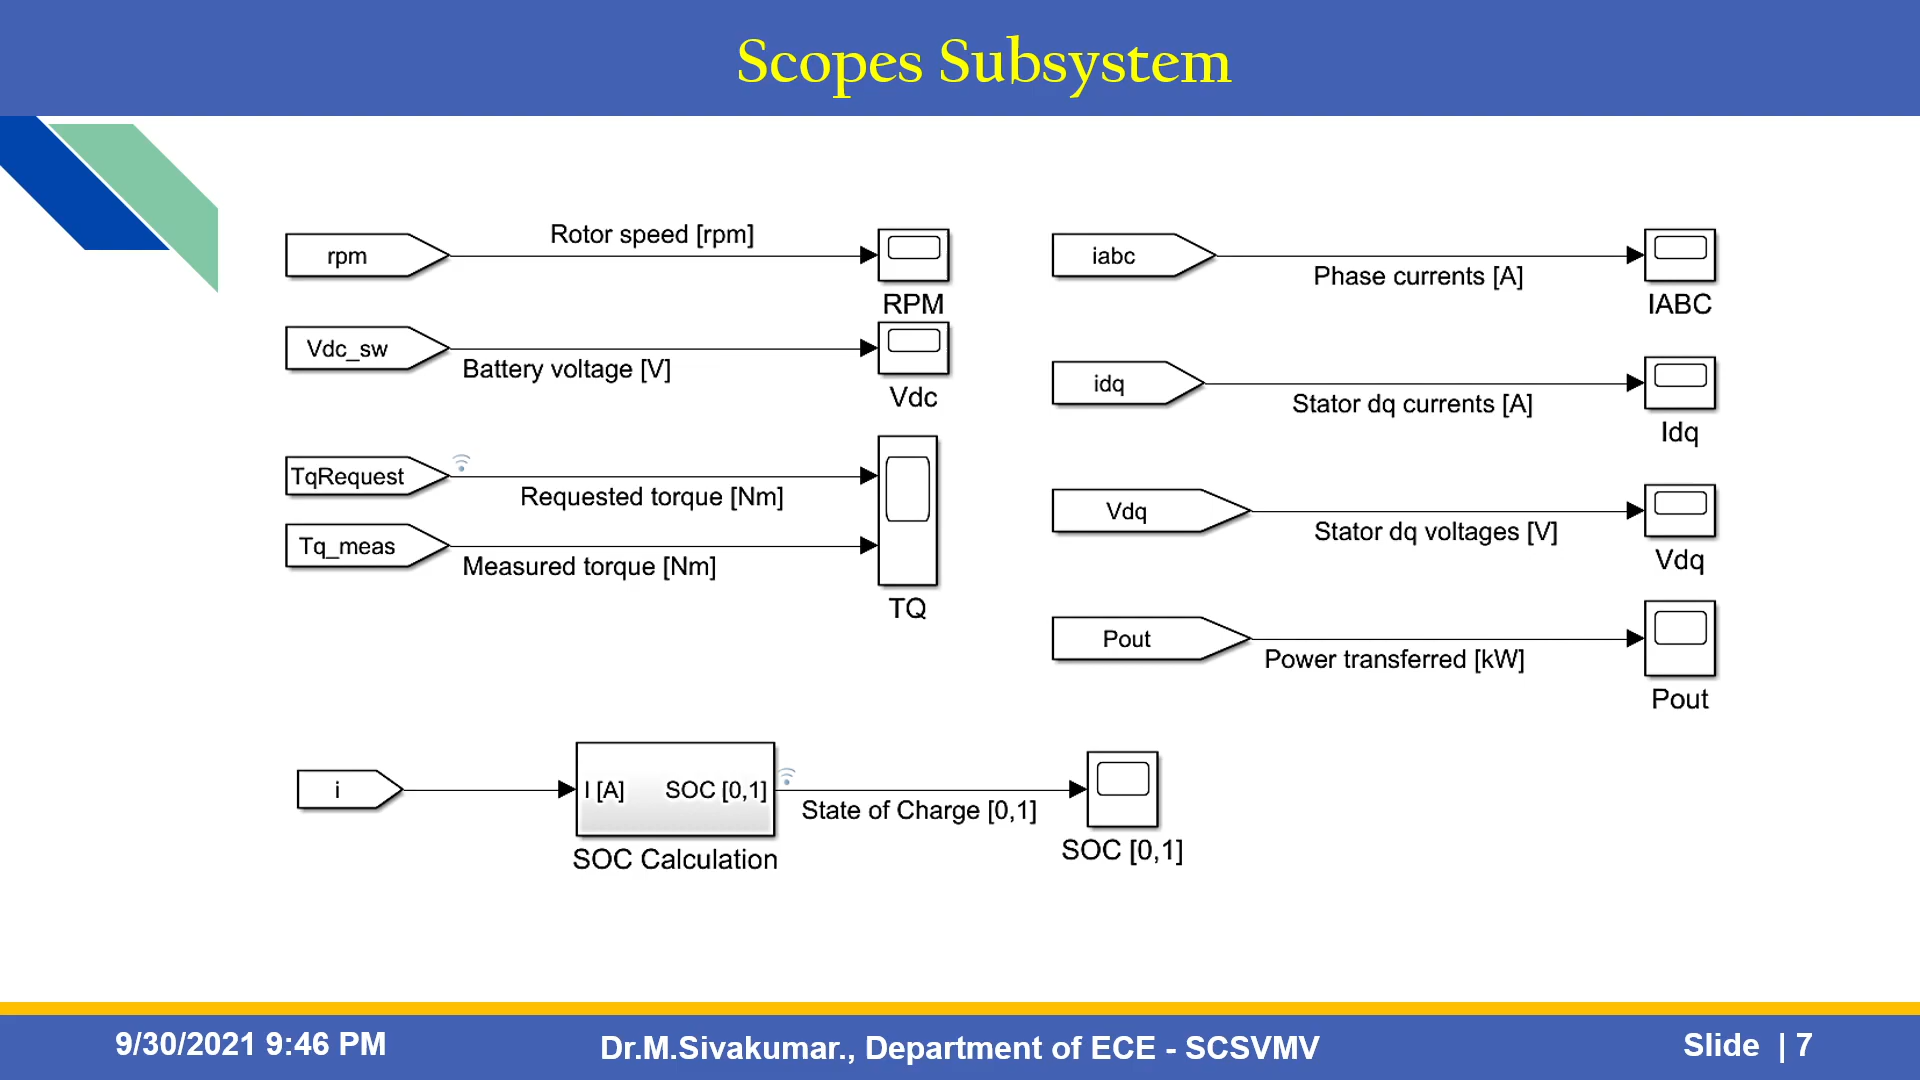 Scopes Subsystem
rpm
Rotor speed [rpm]
RPM
Vdc_sw
Battery voltage [V]
Vdc
TqRequest
Requested torque [Nm]
Tq_meas
Measured torque [Nm]
TQ
iabc
Phase currents [A]
IABC
idq
Stator dq currents [A]
Idq
Vdq
Stator dq voltages [V]
Vdq
Pout
Power transferred [kW]
Pout
i
I [A]
SOC [0,1]
SOC Calculation
State of Charge [0,1]
SOC [0,1]
9/30/2021 9:46 PM
Dr.M.Sivakumar., Department of ECE - SCSVMV
Slide | 7